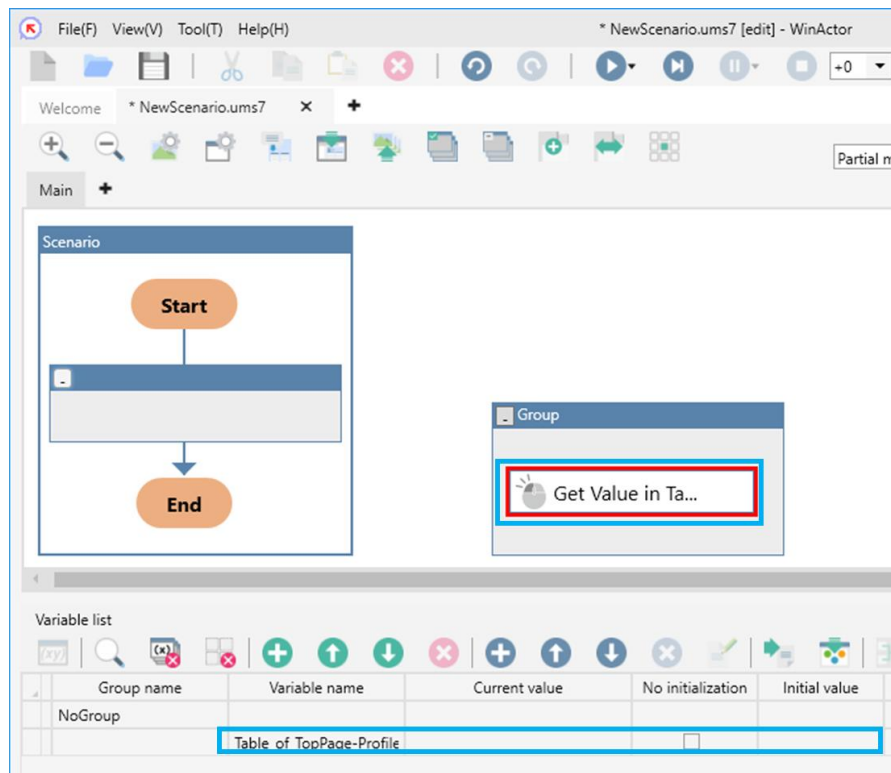 File(F) View(V) Tool(T) Help(H) * NewScenario.ums7 [edit] - WinActor
+0
Welcome * NewScenario.ums7
Partial
Main
Scenario
Start
End
Group
Get Value in Ta...
Variable list
Group name Variable name Current value No initialization Initial value
NoGroup
Table of TopPage-Profile